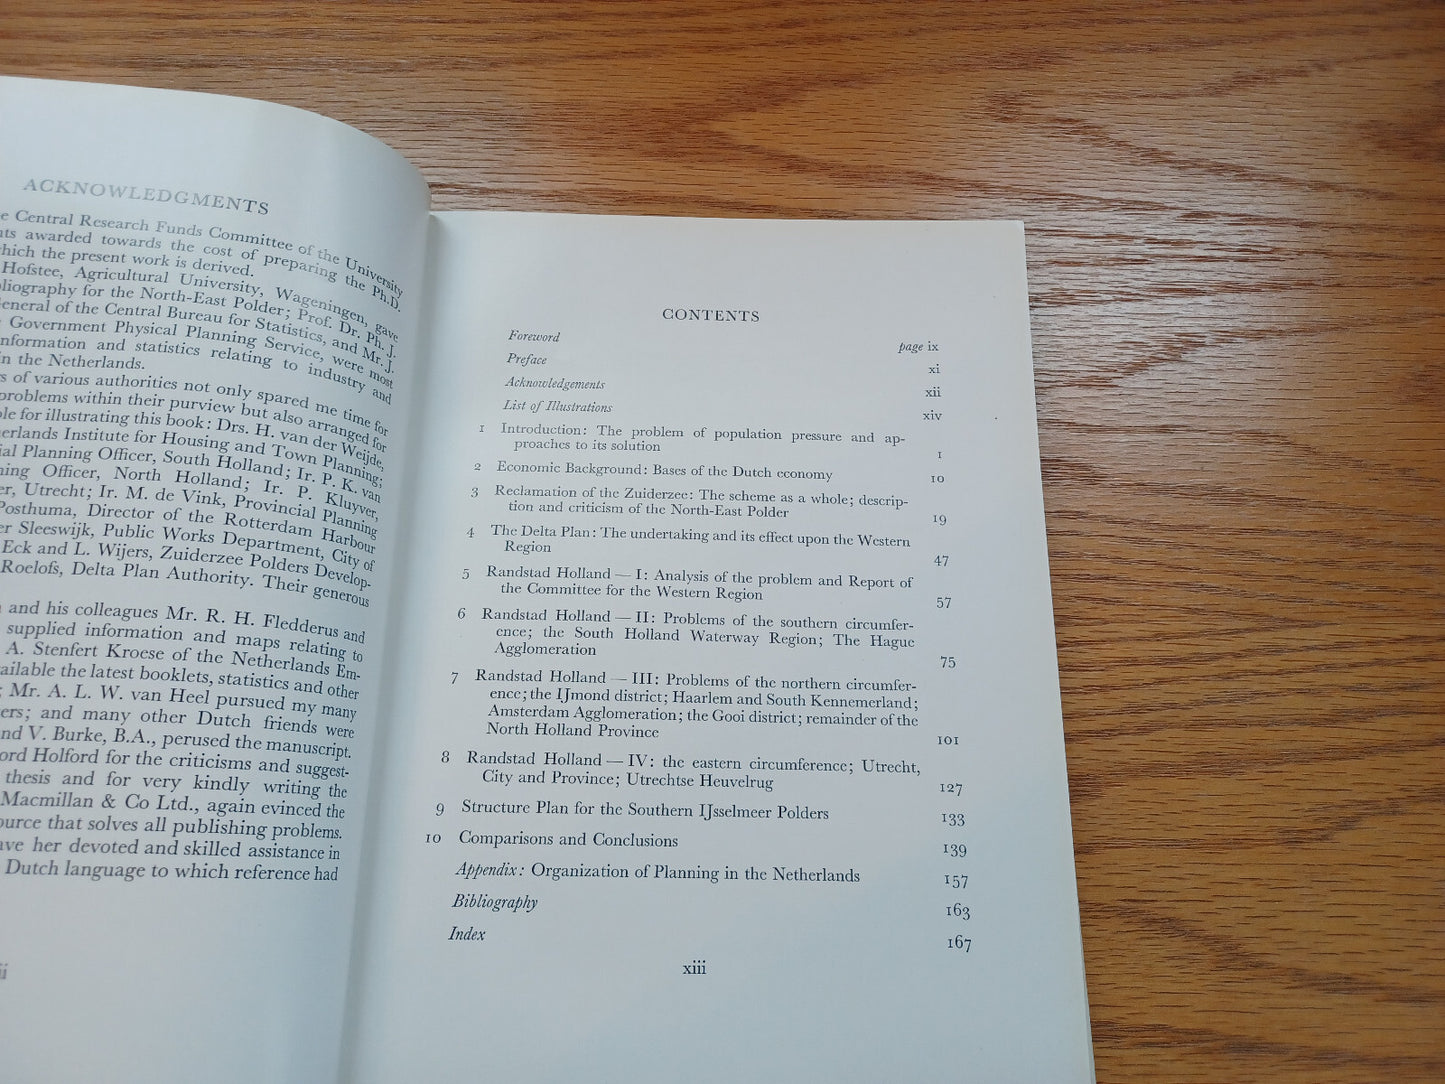 ACKNOWLEDGMENTS
Central Research Funds Committee of the University
awarded towards the cost of preparing the Ph.D.
which the present work is derived.
Hofstee, Agricultural University, Wageningen, gave
bliography for the North-East Polder; Prof. Dr. Ph. J.
General of the Central Bureau for Statistics, and Mr. J.
Government Physical Planning Service, were most
nformation and statistics relating to industry and
in the Netherlands.
rs of various authorities not only spared me time for
problems within their purview but also arranged for
ble for illustrating this book: Drs. H. van der Weijde,
erlands Institute for Housing and Town Planning;
ial Planning Officer, South Holland; Ir. P. K. van
ning Officer, North Holland; Ir. P. Kluyver,
er, Utrecht; Ir. M. de Vink, Provincial Planning
Posthuma, Director of the Rotterdam Harbour
er Sleeswijk, Public Works Department, City of
Eck and L. Wijers, Zuiderzee Polders Develop-
Roelofs, Delta Plan Authority. Their generous
and his colleagues Mr. R. H. Fledderus and
supplied information and maps relating to
A. Stenfert Kroese of the Netherlands Em-
vailable the latest booklets, statistics and other
; Mr. A. L. W. van Heel pursued my many
ers; and many other Dutch friends were
and V. Burke, B.A., perused the manuscript.
ord Holford for the criticisms and suggest-
thesis and for very kindly writing the
Macmillan & Co Ltd., again evinced the
ource that solves all publishing problems.
ave her devoted and skilled assistance in
Dutch language to which reference had
ii
CONTENTS
Foreword page ix
Preface xi
Acknowledgements xii
List of Illustrations xiv
1 Introduction: The problem of population pressure and ap-
proaches to its solution 1
2 Economic Background: Bases of the Dutch economy 10
3 Reclamation of the Zuiderzee: The scheme as a whole; descrip-
tion and criticism of the North-East Polder 19
4 The Delta Plan: The undertaking and its effect upon the Western
Region 47
5 Randstad Holland — I: Analysis of the problem and Report of
the Committee for the Western Region 57
6 Randstad Holland — II: Problems of the southern circumfer-
ence; the South Holland Waterway Region; The Hague
Agglomeration 75
7 Randstad Holland — III: Problems of the northern circumfer-
ence; the IJmond district; Haarlem and South Kennemerland;
Amsterdam Agglomeration; the Gooi district; remainder of the
North Holland Province 101
8 Randstad Holland — IV: the eastern circumference; Utrecht,
City and Province; Utrechtse Heuvelrug 127
9 Structure Plan for the Southern IJsselmeer Polders 133
10 Comparisons and Conclusions 139
Appendix: Organization of Planning in the Netherlands 157
Bibliography 163
Index 167
xiii